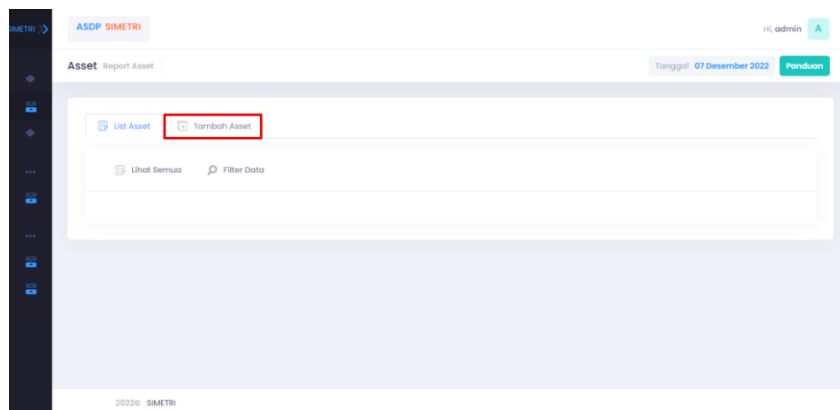 SIMETRI
ASDP SIMETRI
Hi, admin A
Asset Report Asset
Tanggal 07 Desember 2022 Panduan
List Asset Tambah Asset
Lihat Semua Filter Data
2022© SIMETRI